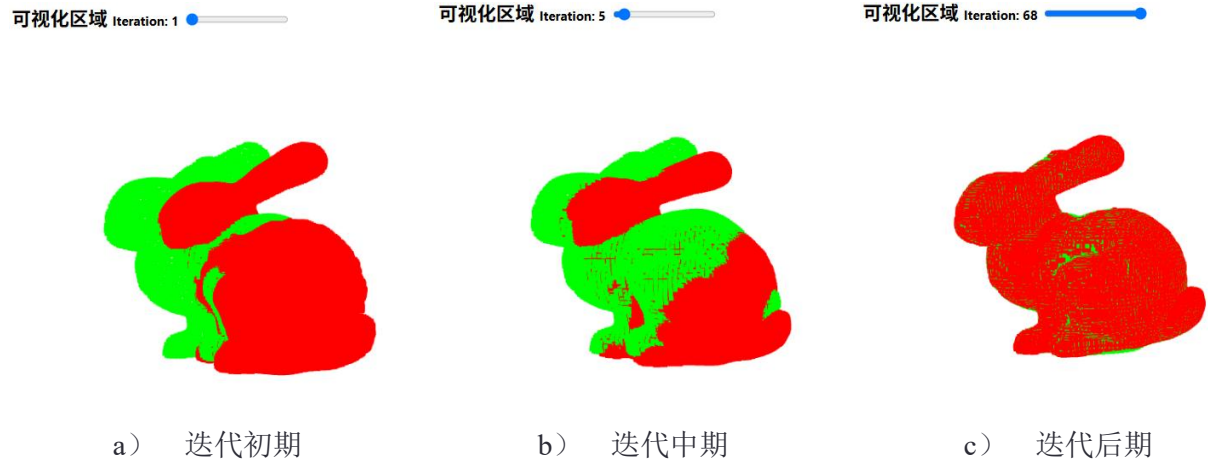 可视化区域 Iteration: 1
可视化区域 Iteration: 5
可视化区域 Iteration: 68
a） 迭代初期
b） 迭代中期
c） 迭代后期